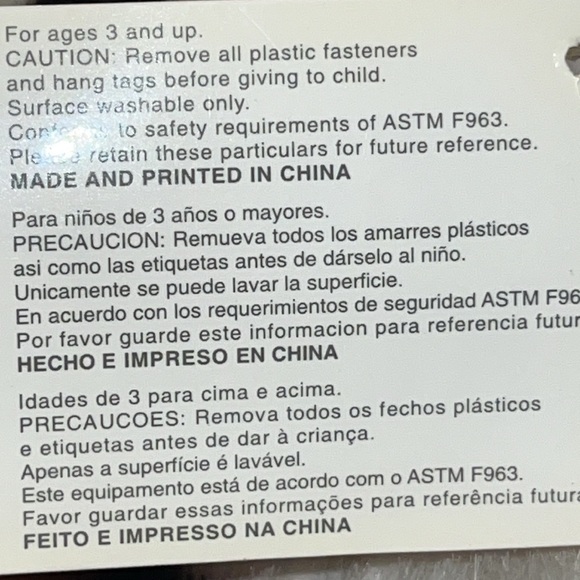 For ages 3 and up.
CAUTION: Remove all plastic fasteners
and hang tags before giving to child.
Surface washable only.
to safety requirements of ASTM F963.
retain these particulars for future reference.
MADE AND PRINTED IN CHINA
Para niños de 3 años o mayores.
PRECAUCION: Remueva todos los amarres plásticos
asi como las etiquetas antes de dárselo al niño.
Unicamente se puede lavar la superficie.
En acuerdo con los requerimientos de seguridad ASTM F96
Por favor guarde este informacion para referencia futur
HECHO E IMPRESO EN CHINA
Idades de 3 para cima e acima.
PRECAUCOES: Remova todos os fechos plásticos
e etiquetas antes de dar à criança.
Apenas a superfície é lavável.
Este equipamento está de acordo com o ASTM F963.
Favor guardar essas informações para referência futura
FEITO E IMPRESSO NA CHINA